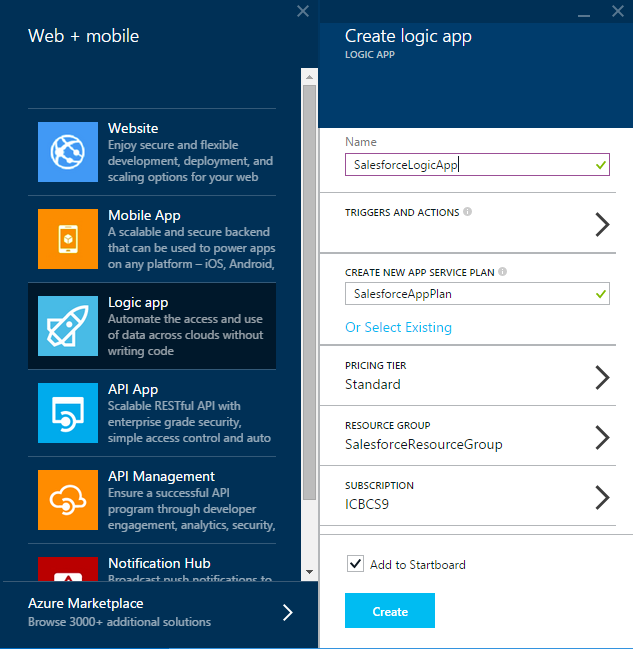 Web + mobile
Website
Enjoy secure and flexible
development, deployment, and
scaling options for your web
Mobile App
A scalable and secure backend
that can be used to power apps
on any platform – iOS, Android,
Logic app
Automate the access and use
of data across clouds without
writing code
API App
Scalable RESTful API with
enterprise grade security,
simple access control and auto
API Management
Ensure a successful API
program through developer
engagement, analytics, security,
Notification Hub
Broadcast push notifications to
Azure Marketplace
Browse 3000+ additional solutions
Create logic app
LOGIC APP
Name
SalesforceLogicApp
TRIGGERS AND ACTIONS
CREATE NEW APP SERVICE PLAN
SalesforceAppPlan
Or Select Existing
PRICING TIER
Standard
RESOURCE GROUP
SalesforceResourceGroup
SUBSCRIPTION
ICBCS9
Add to Startboard
Create